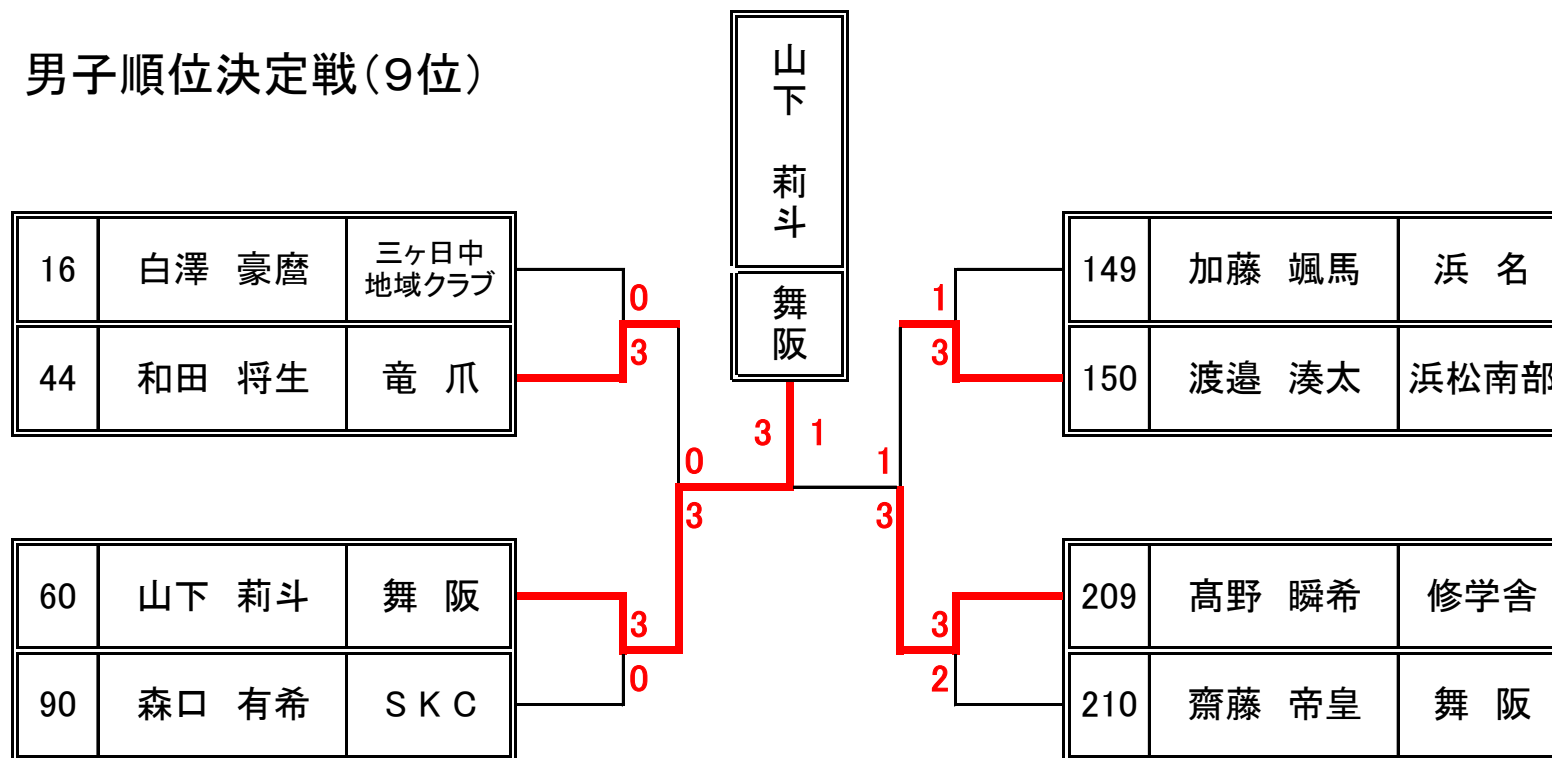 男子順位決定戦(9位)
山下 莉斗
舞阪
16 白澤 豪麿 三ヶ日中
地域クラブ
44 和田 将生 竜 爪
0
3
60 山下 莉斗 舞 阪
90 森口 有希 S K C
3
0
0
3
3 1
149 加藤 颯馬 浜 名
150 渡邉 湊太 浜松南部
1
3
209 髙野 瞬希 修学舎
210 齋藤 帝皇 舞 阪
3
2
1
3